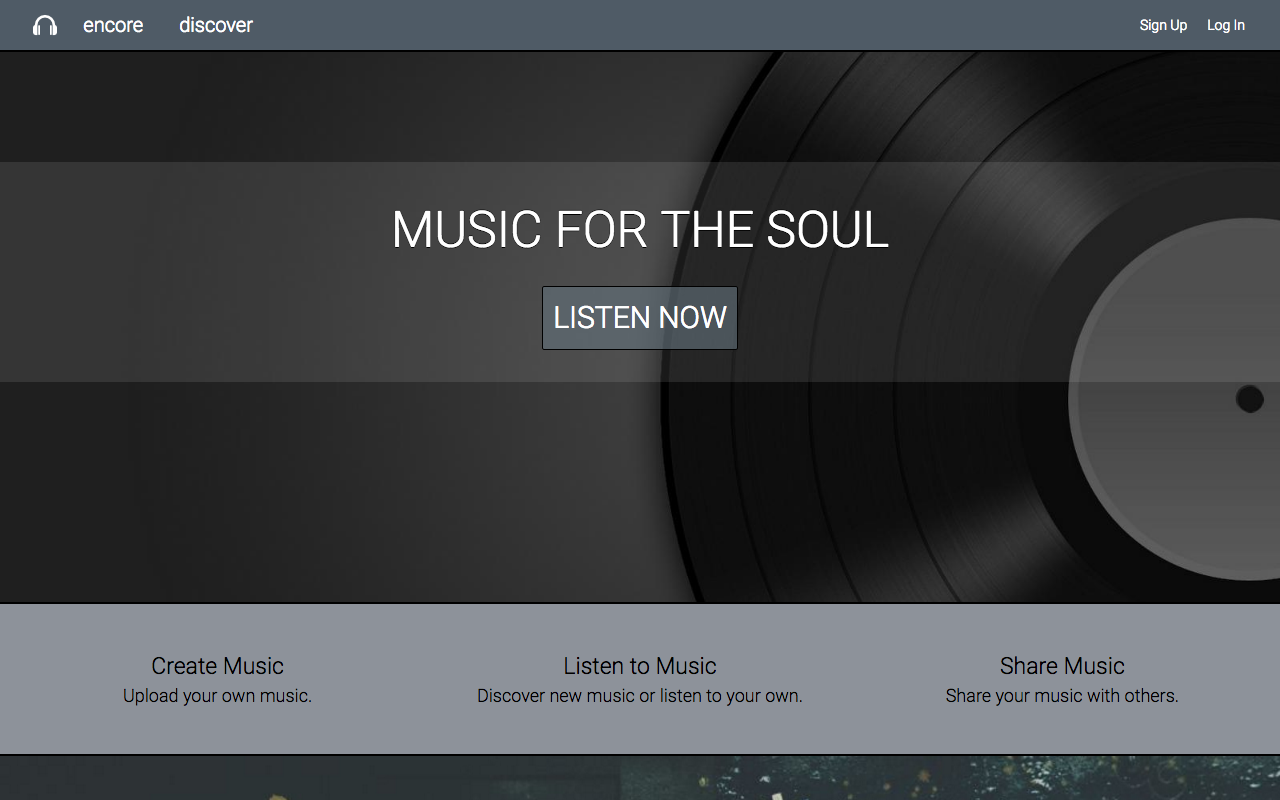 encore discover Sign Up Log In
MUSIC FOR THE SOUL
LISTEN NOW
Create Music
Upload your own music.
Listen to Music
Discover new music or listen to your own.
Share Music
Share your music with others.